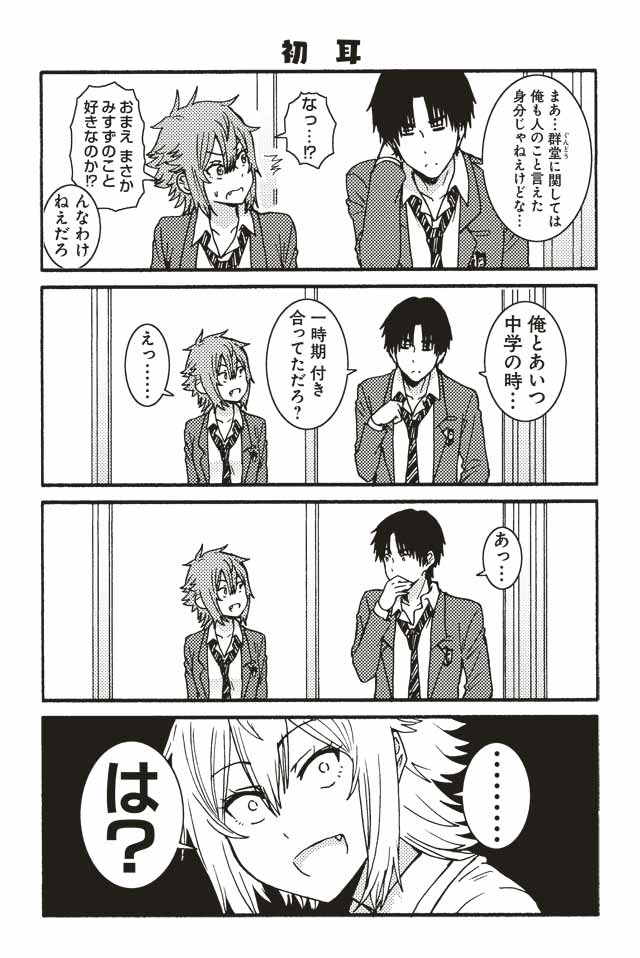 初耳
まあ…群堂に関しては
ぐんどう
俺も人のこと言えた
身分じゃねえけどな…
なっ…!?
おまえ まさか
みすずのこと
好きなのか!?
んなわけ
ねえだろ
俺とあいつ
中学の時…
一時期 付き
合ってただろ?
えっ……
あっ…
………
は?